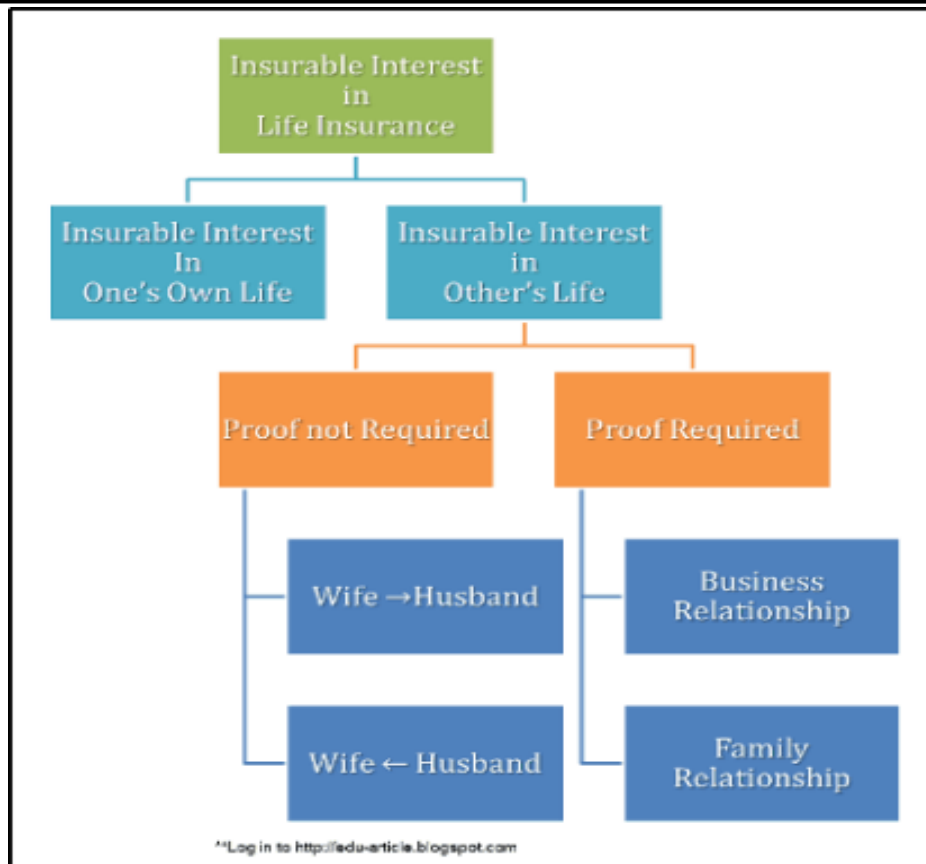 Insurable Interest
in
Life Insurance
Insurable Interest
In
One's Own Life
Insurable Interest
in
Other's Life
Proof not Required
Proof Required
Wife →Husband
Business
Relationship
Wife ← Husband
Family
Relationship
**Log in to http://edu-article.blogspot.com